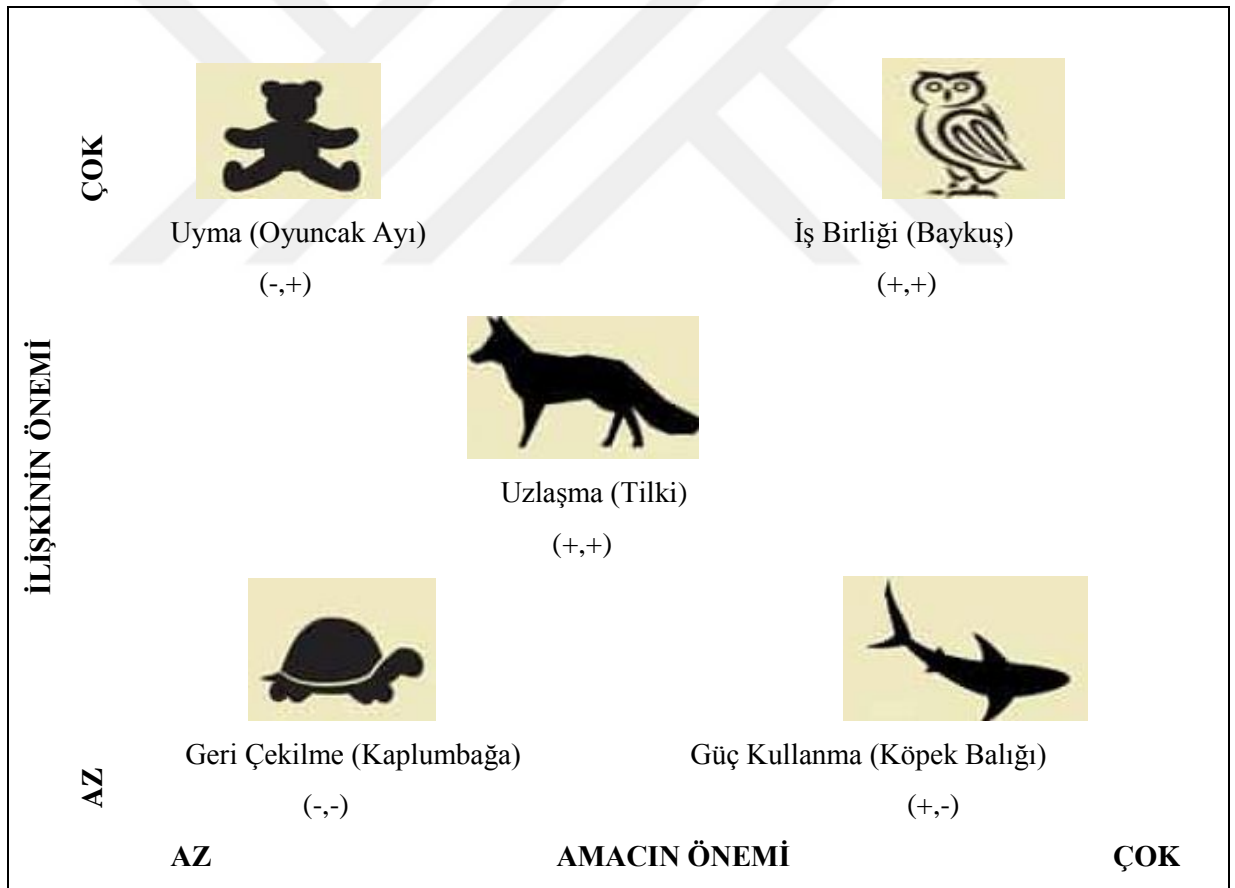 ÇOK
Uyma (Oyuncak Ayı)
(-,+)
İş Birliği (Baykuş)
(+,+)
İLİŞKİNİN ÖNEMİ
Uzlaşma (Tilki)
(+,+)
AZ
Geri Çekilme (Kaplumbağa)
(-,-)
Güç Kullanma (Köpek Balığı)
(+,-)
AZ
AMACIN ÖNEMİ
ÇOK